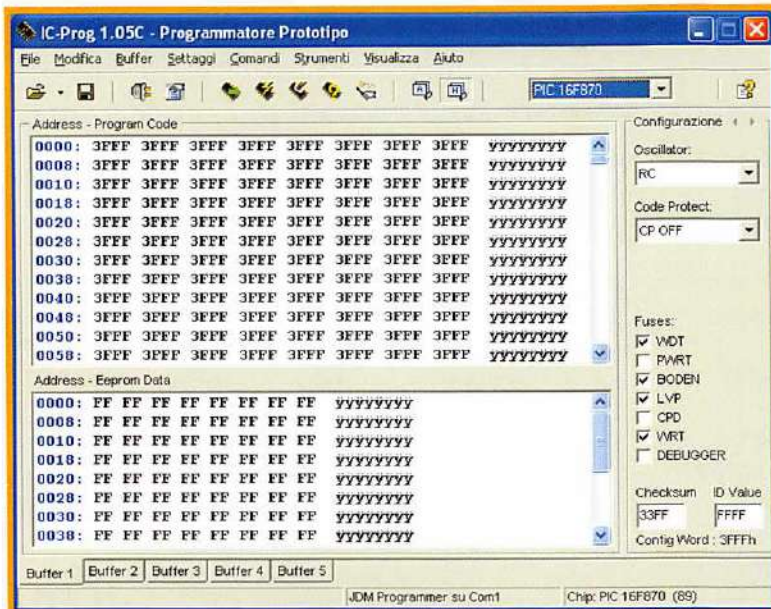 IC-Prog 1.05C - Programmatore Prototipo
File Modifica Buffer Settaggi Comandi Strumenti Visualizza Aiuto
PIC 16F870
Address - Program Code
0000: 3FFF 3FFF 3FFF 3FFF 3FFF 3FFF 3FFF 3FFF ÿÿÿÿÿÿÿÿ
0008: 3FFF 3FFF 3FFF 3FFF 3FFF 3FFF 3FFF 3FFF ÿÿÿÿÿÿÿÿ
0010: 3FFF 3FFF 3FFF 3FFF 3FFF 3FFF 3FFF 3FFF ÿÿÿÿÿÿÿÿ
0018: 3FFF 3FFF 3FFF 3FFF 3FFF 3FFF 3FFF 3FFF ÿÿÿÿÿÿÿÿ
0020: 3FFF 3FFF 3FFF 3FFF 3FFF 3FFF 3FFF 3FFF ÿÿÿÿÿÿÿÿ
0028: 3FFF 3FFF 3FFF 3FFF 3FFF 3FFF 3FFF 3FFF ÿÿÿÿÿÿÿÿ
0030: 3FFF 3FFF 3FFF 3FFF 3FFF 3FFF 3FFF 3FFF ÿÿÿÿÿÿÿÿ
0038: 3FFF 3FFF 3FFF 3FFF 3FFF 3FFF 3FFF 3FFF ÿÿÿÿÿÿÿÿ
0040: 3FFF 3FFF 3FFF 3FFF 3FFF 3FFF 3FFF 3FFF ÿÿÿÿÿÿÿÿ
0048: 3FFF 3FFF 3FFF 3FFF 3FFF 3FFF 3FFF 3FFF ÿÿÿÿÿÿÿÿ
0050: 3FFF 3FFF 3FFF 3FFF 3FFF 3FFF 3FFF 3FFF ÿÿÿÿÿÿÿÿ
0058: 3FFF 3FFF 3FFF 3FFF 3FFF 3FFF 3FFF 3FFF ÿÿÿÿÿÿÿÿ
Address - Eeprom Data
0000: FF FF FF FF FF FF FF FF ÿÿÿÿÿÿÿÿ
0008: FF FF FF FF FF FF FF FF ÿÿÿÿÿÿÿÿ
0010: FF FF FF FF FF FF FF FF ÿÿÿÿÿÿÿÿ
0018: FF FF FF FF FF FF FF FF ÿÿÿÿÿÿÿÿ
0020: FF FF FF FF FF FF FF FF ÿÿÿÿÿÿÿÿ
0028: FF FF FF FF FF FF FF FF ÿÿÿÿÿÿÿÿ
0030: FF FF FF FF FF FF FF FF ÿÿÿÿÿÿÿÿ
0038: FF FF FF FF FF FF FF FF ÿÿÿÿÿÿÿÿ
Configurazione
Oscillator:
RC
Code Protect:
CP OFF
Fuses:
WDT
PWRT
BODEN
LVP
CPD
WRT
DEBUGGER
Checksum ID Value
33FF FFFF
Config Word : 3FFFh
Buffer 1 Buffer 2 Buffer 3 Buffer 4 Buffer 5
JDM Programmer su Com1 Chip: PIC 16F870 (89)